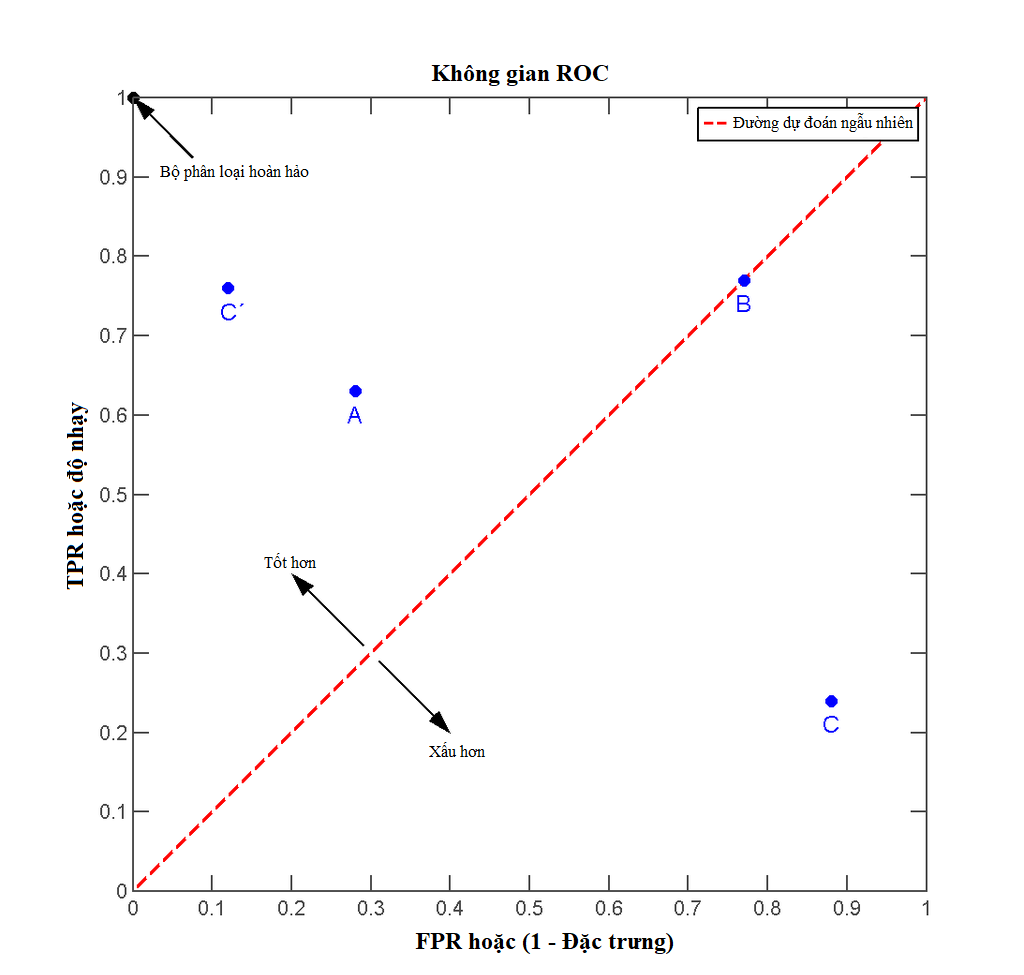 Không gian ROC
Đường dự đoán ngẫu nhiên
1
Bộ phân loại hoàn hảo
0.9
0.8
C´
B
0.7
A
0.6
TPR hoặc độ nhạy
0.5
Tốt hơn
0.4
0.3
C
0.2
Xấu hơn
0.1
0
0 0.1 0.2 0.3 0.4 0.5 0.6 0.7 0.8 0.9 1
FPR hoặc (1 - Đặc trưng)